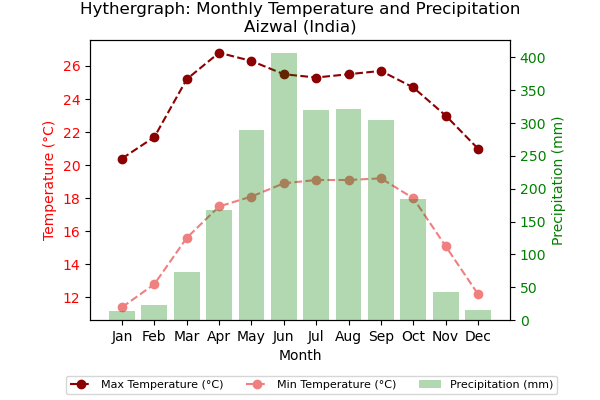 Hythergraph: Monthly Temperature and Precipitation
Aizwal (India)
Temperature (°C)
26
24
22
20
18
16
14
12
400
350
300
250
200
150
100
50
0
Precipitation (mm)
Jan Feb Mar Apr May Jun Jul Aug Sep Oct Nov Dec
Month
Max Temperature (°C) Min Temperature (°C) Precipitation (mm)